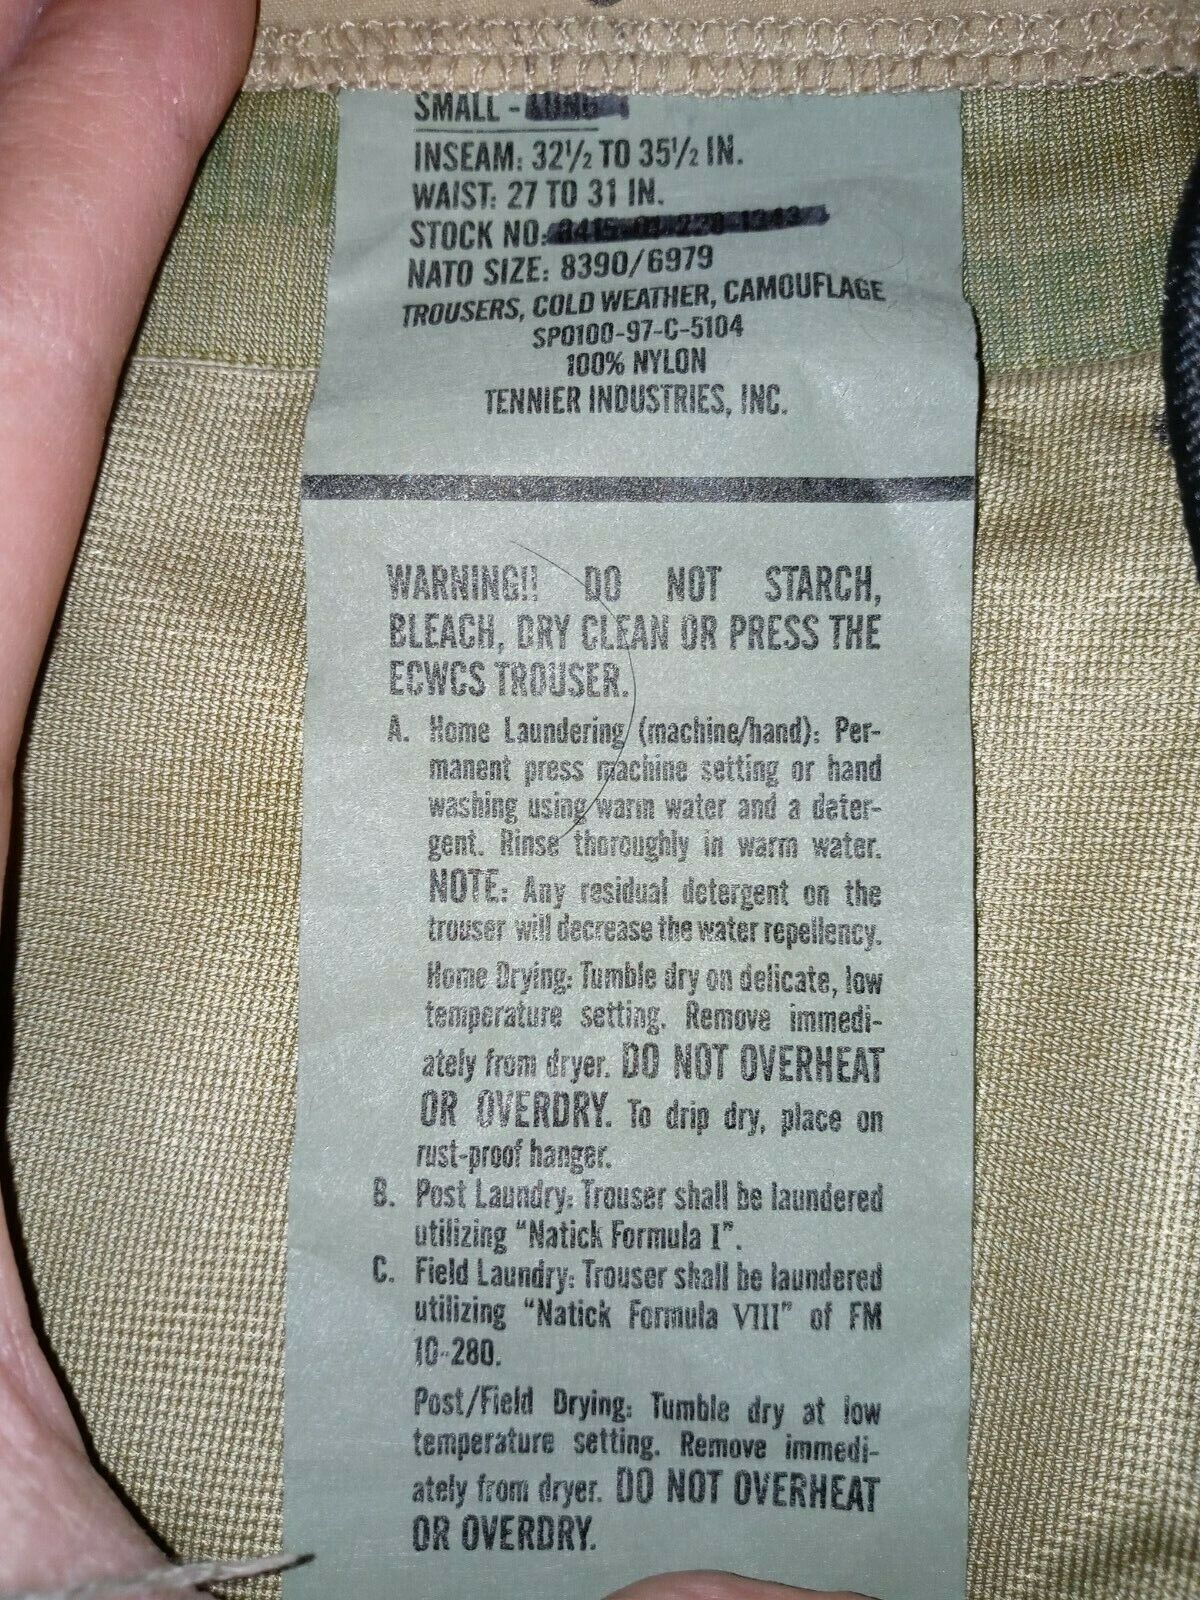 SMALL - LONG
INSEAM: 32½ TO 35½ IN.
WAIST: 27 TO 31 IN.
STOCK NO: 8415-01-228-1343
NATO SIZE: 8390/6979
TROUSERS, COLD WEATHER, CAMOUFLAGE
SPO100-97-C-5104
100% NYLON
TENNIER INDUSTRIES, INC.
WARNING!! DO NOT STARCH,
BLEACH, DRY CLEAN OR PRESS THE
ECWCS TROUSER.
A. Home Laundering (machine/hand): Per-
manent press machine setting or hand
washing using warm water and a deter-
gent. Rinse thoroughly in warm water.
NOTE: Any residual detergent on the
trouser will decrease the water repellency.
Home Drying: Tumble dry on delicate, low
temperature setting. Remove immedi-
ately from dryer. DO NOT OVERHEAT
OR OVERDRY. To drip dry, place on
rust-proof hanger.
B. Post Laundry: Trouser shall be laundered
utilizing "Natick Formula I".
C. Field Laundry: Trouser shall be laundered
utilizing "Natick Formula VIII" of FM
10-280.
Post/Field Drying: Tumble dry at low
temperature setting. Remove immedi-
ately from dryer. DO NOT OVERHEAT
OR OVERDRY.